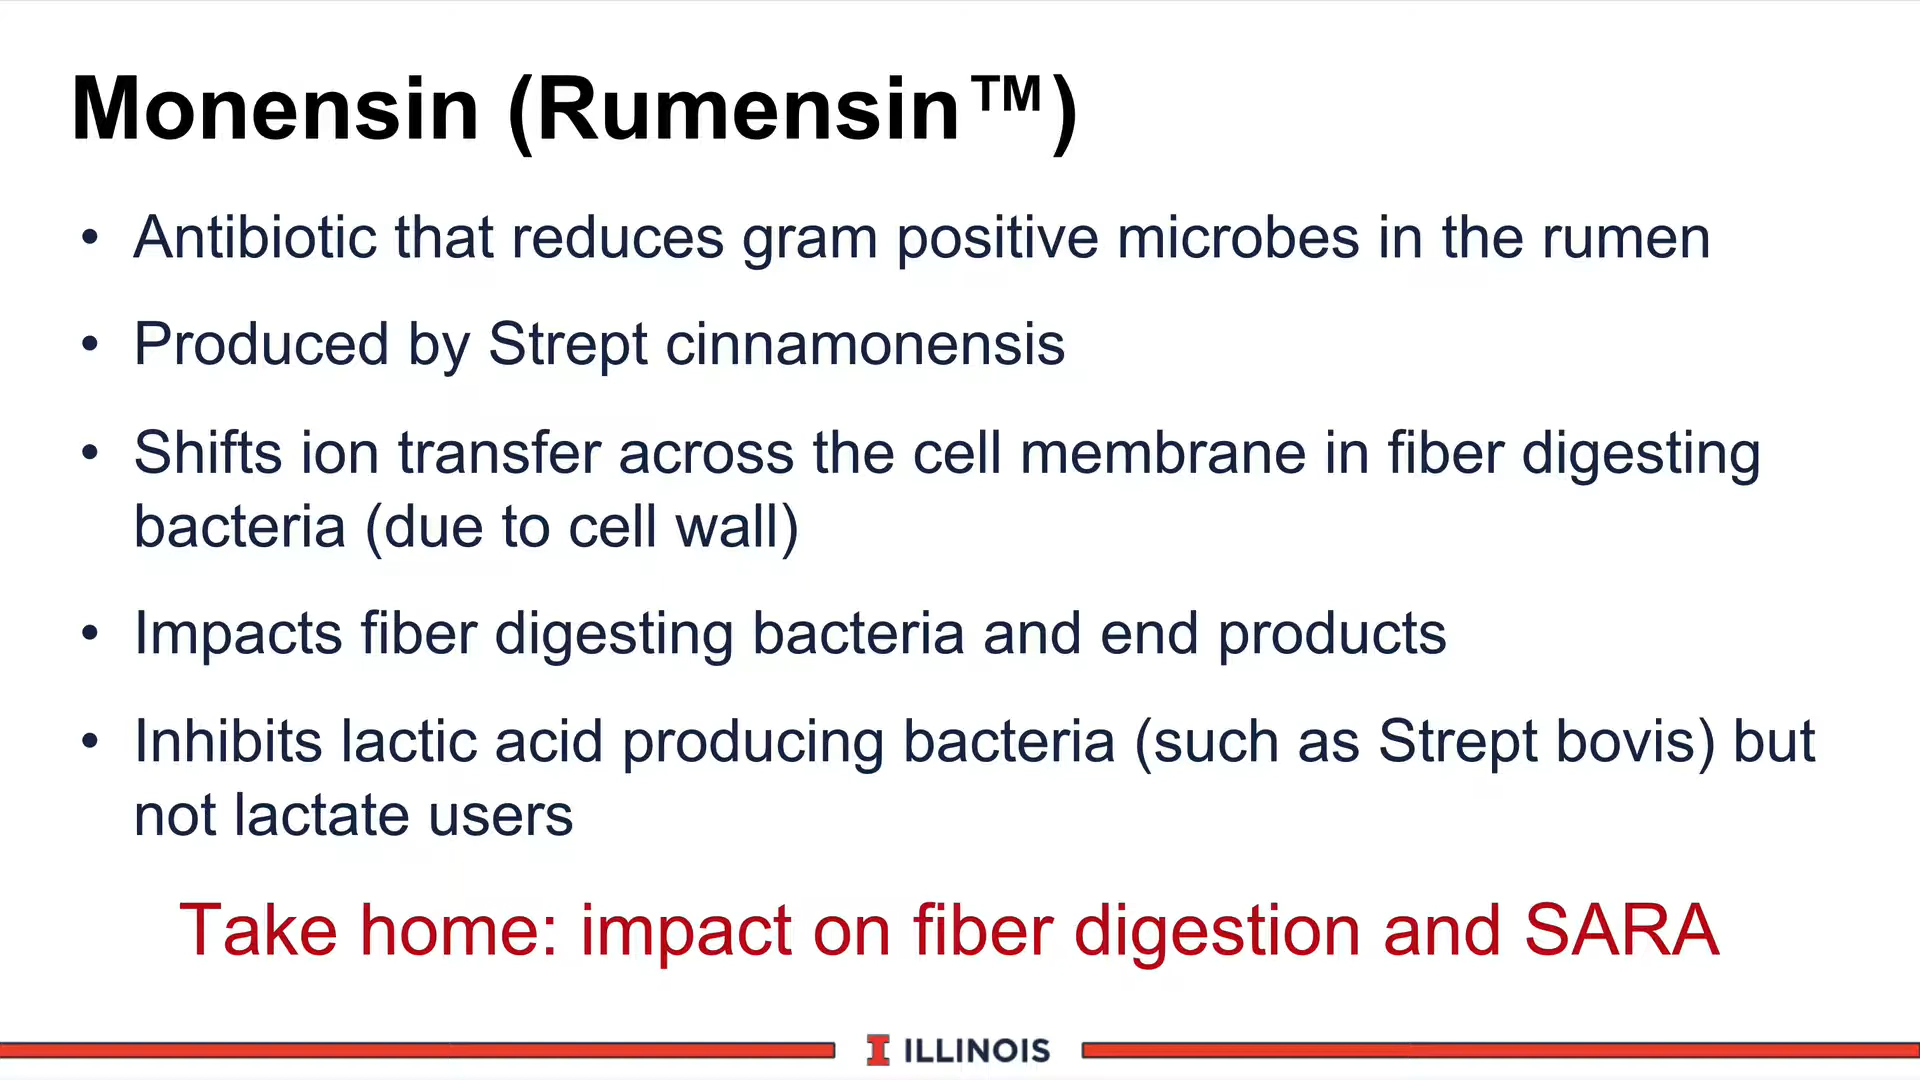 Monensin (Rumensin™)
• Antibiotic that reduces gram positive microbes in the rumen
• Produced by Strept cinnamonensis
• Shifts ion transfer across the cell membrane in fiber digesting
bacteria (due to cell wall)
• Impacts fiber digesting bacteria and end products
• Inhibits lactic acid producing bacteria (such as Strept bovis) but
not lactate users
Take home: impact on fiber digestion and SARA
I ILLINOIS